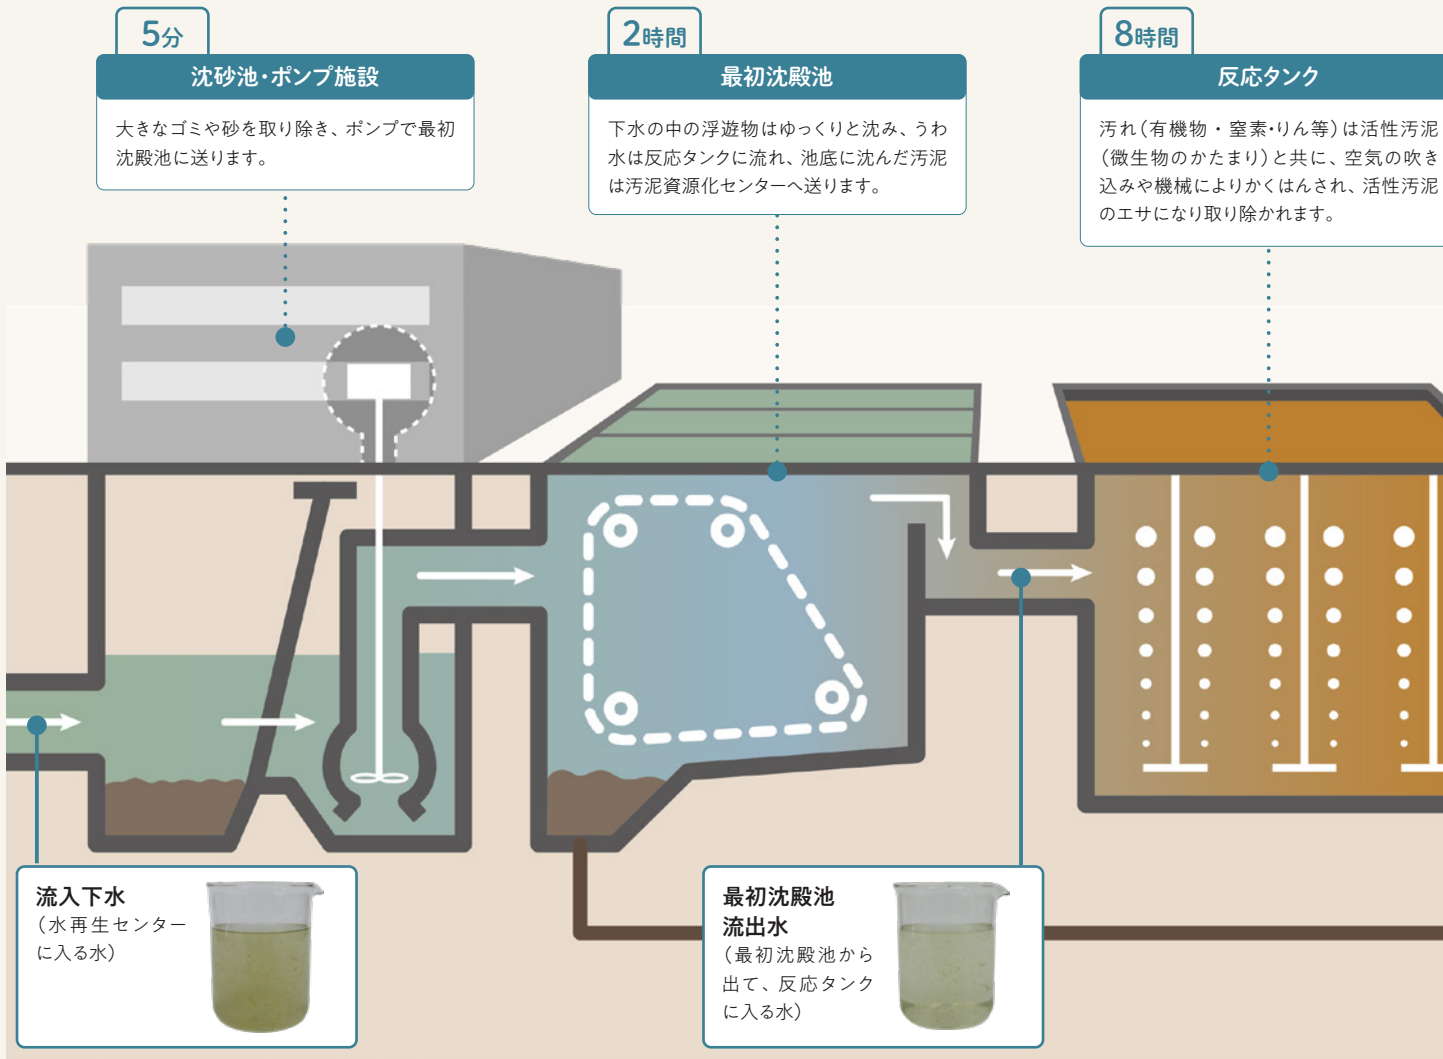 5分
沈砂池・ポンプ施設
大きなゴミや砂を取り除き、ポンプで最初
沈殿池に送ります。
2時間
最初沈殿池
下水の中の浮遊物はゆっくりと沈み、うわ
水は反応タンクに流れ、池底に沈んだ汚泥
は汚泥資源化センターへ送ります。
8時間
反応タンク
汚れ（有機物・窒素・りん等）は活性汚泥
（微生物のかたまり）と共に、空気の吹き
込みや機械によりかくはんされ、活性汚泥
のエサになり取り除かれます。
流入下水
（水再生センター
に入る水）
最初沈殿池
流出水
（最初沈殿池から
出て、反応タンク
に入る水）